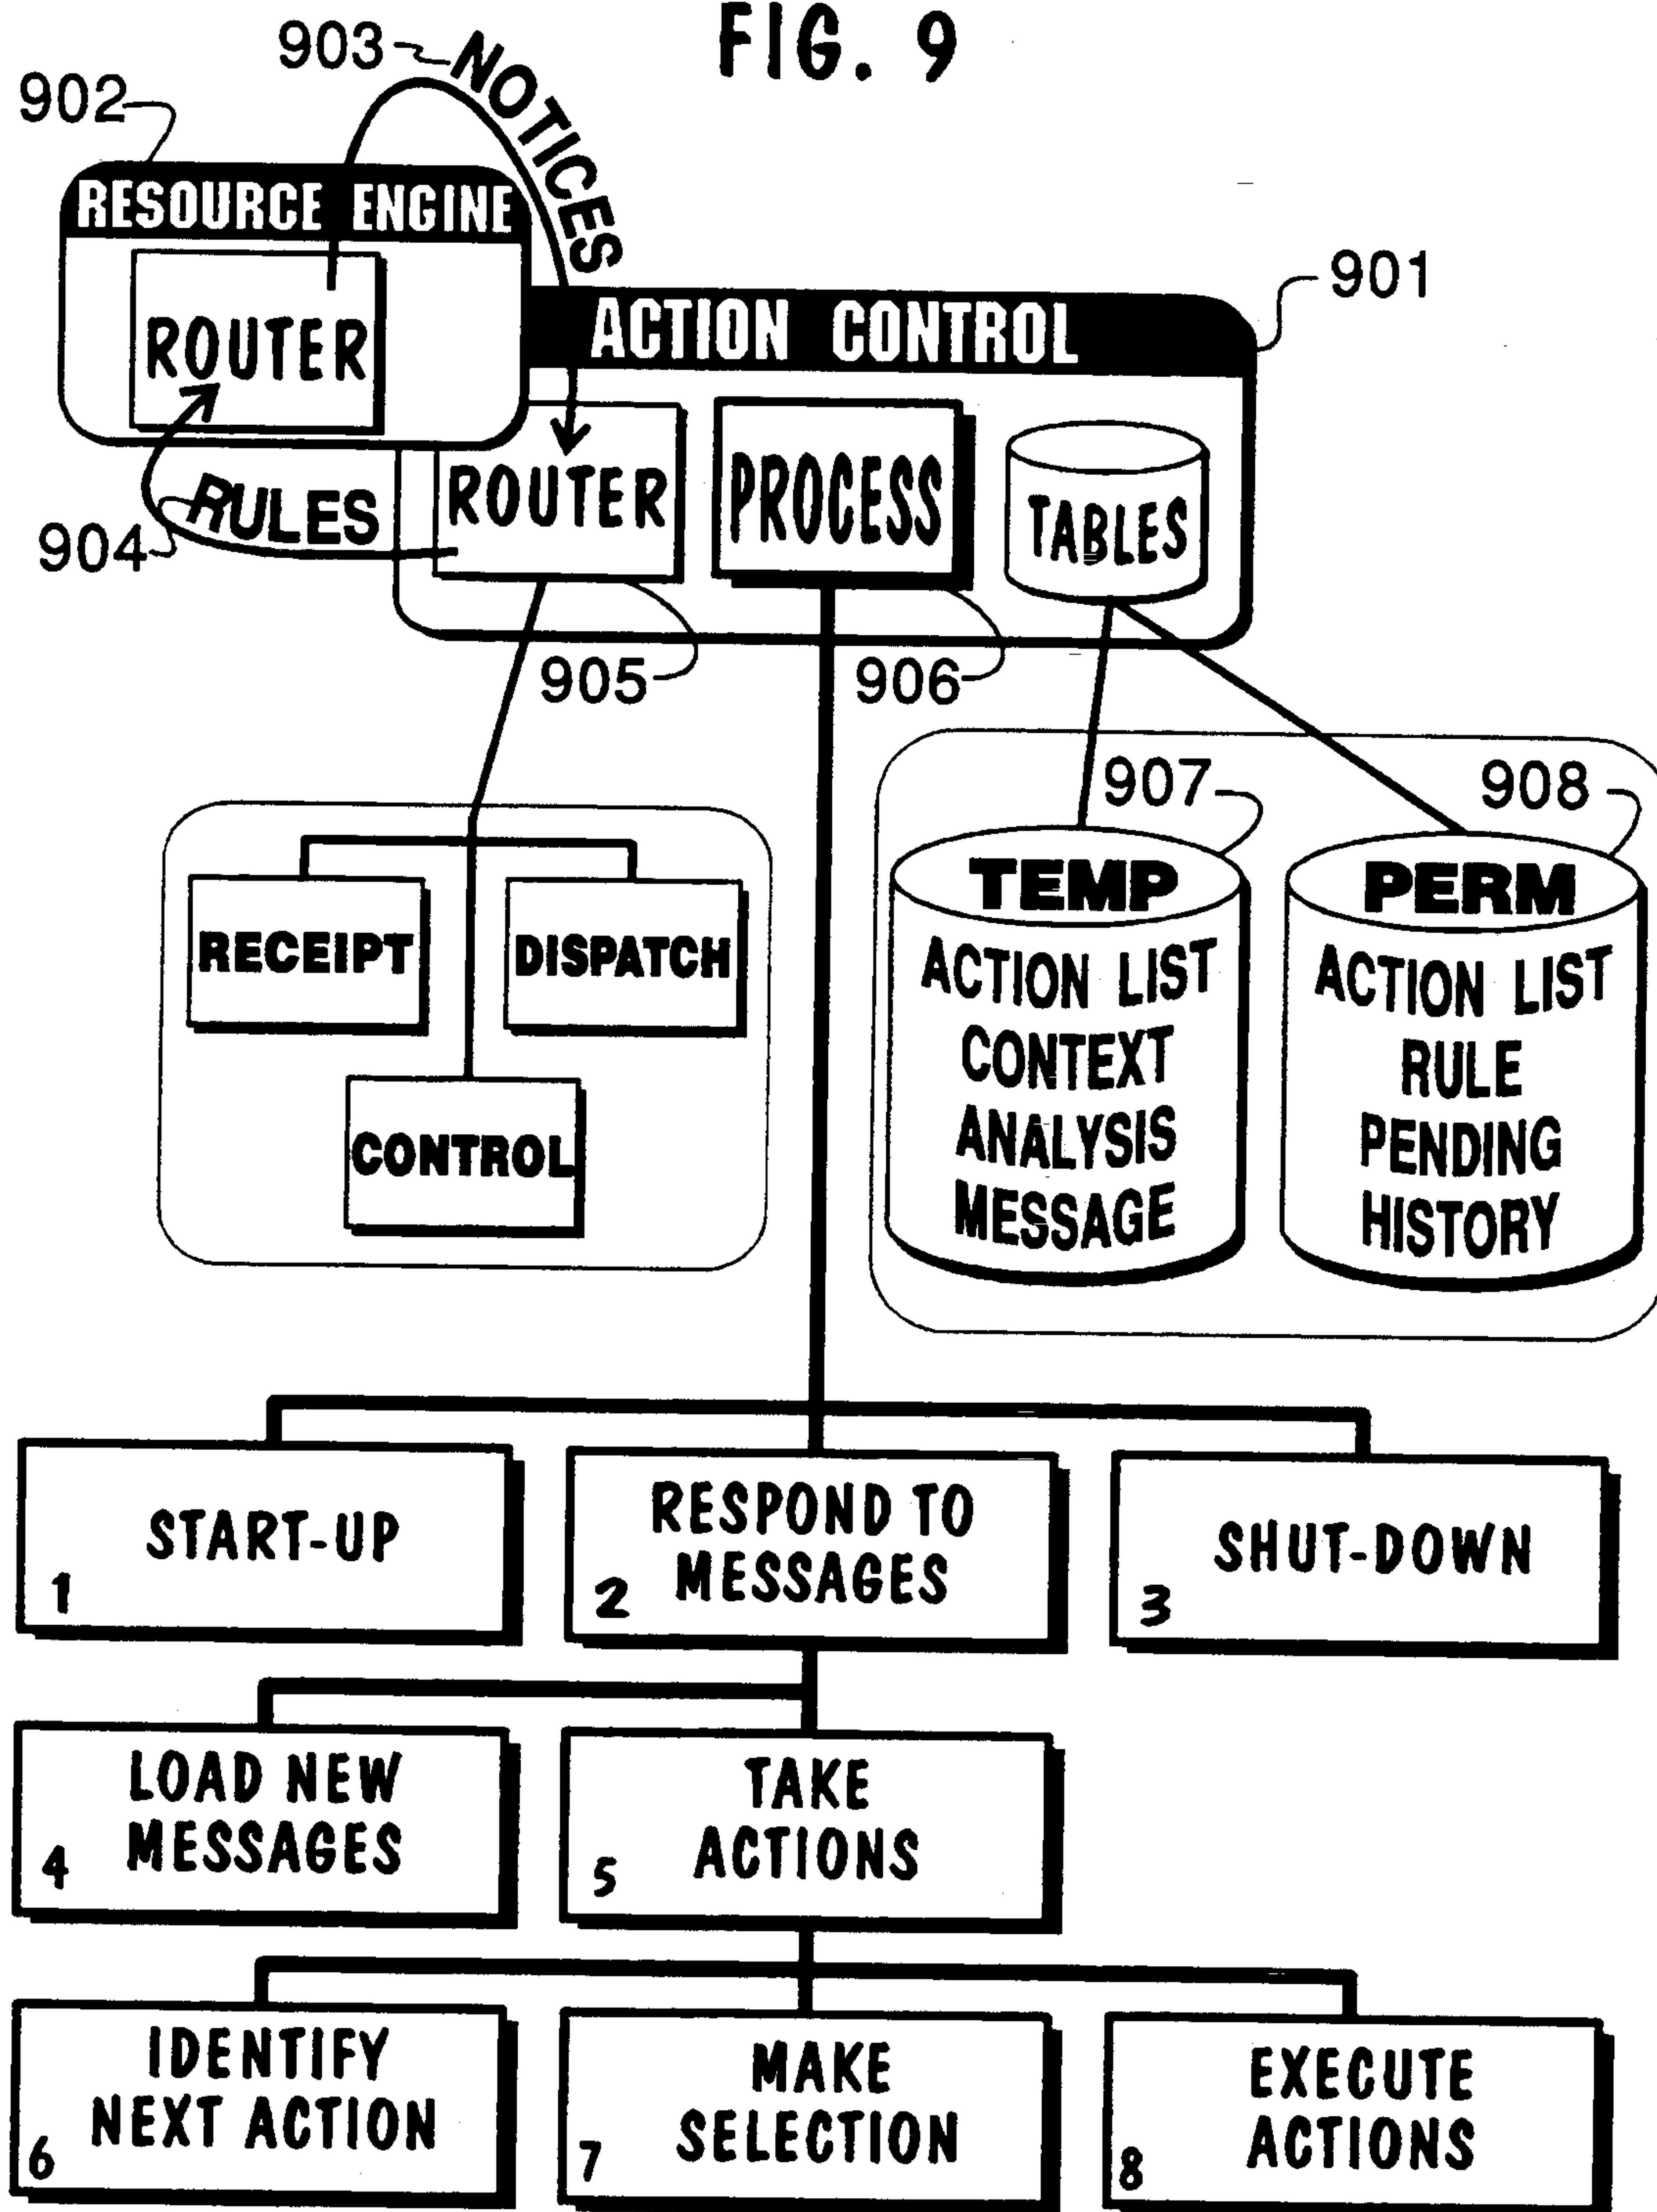 FIG. 9
903
NOTICES
902
RESOURCE ENGINE
901
ACTION CONTROL
ROUTER
ROUTER
PROCESS
TABLES
RULES
904
905
906
907
908
TEMP
ACTION LIST
CONTEXT
ANALYSIS
MESSAGE
PERM
ACTION LIST
RULE
PENDING
HISTORY
RECEIPT
DISPATCH
CONTROL
START-UP
1
RESPOND TO
MESSAGES
2
SHUT-DOWN
3
LOAD NEW
MESSAGES
4
TAKE
ACTIONS
5
IDENTIFY
NEXT ACTION
6
MAKE
SELECTION
7
EXECUTE
ACTIONS
8